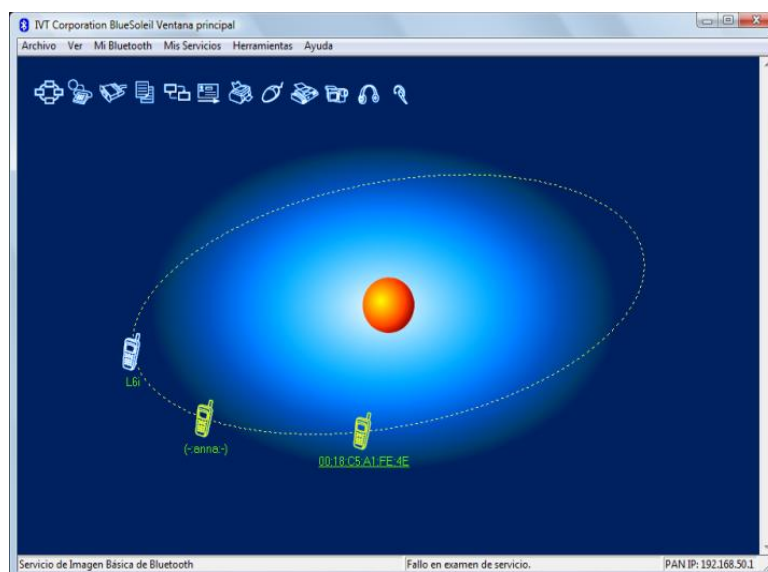 IVT Corporation BlueSoleil Ventana principal
Archivo Ver Mi Bluetooth Mis Servicios Herramientas Ayuda
L6i
(-:anna:-)
00:18:C5:A1:FE:4E
Servicio de Imagen Básica de Bluetooth Fallo en examen de servicio. PAN IP: 192.168.50.1